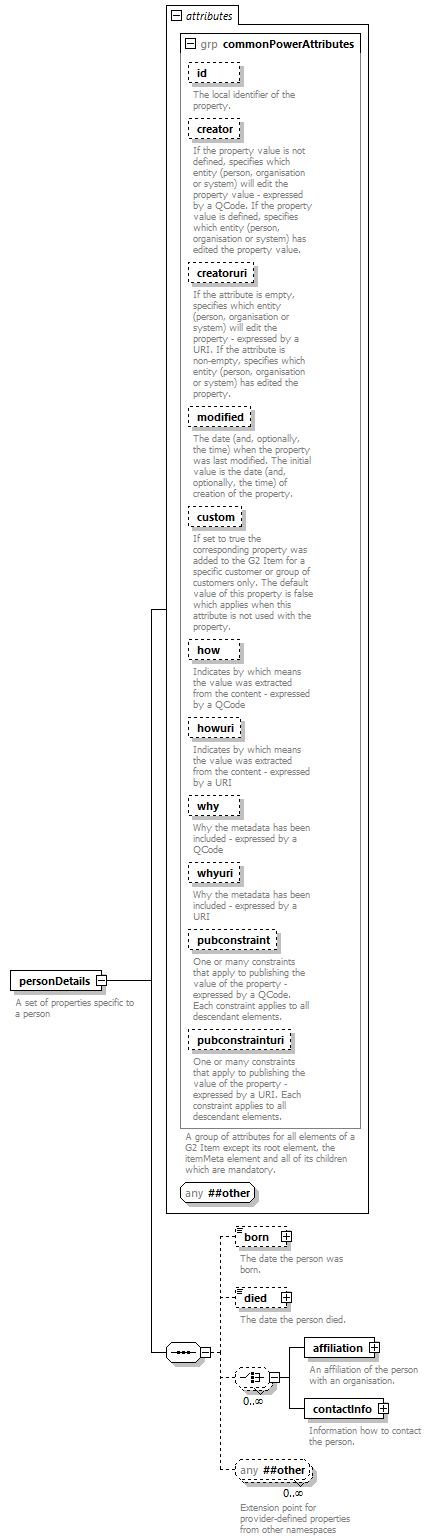 attributes
grp commonPowerAttributes
id
The local identifier of the
property.
creator
If the property value is not
defined, specifies which
entity (person, organisation
or system) will edit the
property value - expressed
by a QCode. If the property
value is defined, specifies
which entity (person,
organisation or system) has
edited the property value.
creatoruri
If the attribute is empty,
specifies which entity
(person, organisation or
system) will edit the
property - expressed by a
URI. If the attribute is
non-empty, specifies which
entity (person, organisation
or system) has edited the
property.
modified
The date (and, optionally,
the time) when the property
was last modified. The initial
value is the date (and,
optionally, the time) of
creation of the property.
custom
If set to true the
corresponding property was
added to the G2 Item for a
specific customer or group of
customers only. The default
value of this property is false
which applies when this
attribute is not used with the
property.
how
Indicates by which means
the value was extracted
from the content - expressed
by a QCode
howuri
Indicates by which means
the value was extracted
from the content - expressed
by a URI
why
Why the metadata has been
included - expressed by a
QCode
whyuri
Why the metadata has been
included - expressed by a
URI
pubconstraint
One or many constraints
that apply to publishing the
value of the property -
expressed by a QCode.
Each constraint applies to all
descendant elements.
pubconstrainturi
One or many constraints
that apply to publishing the
value of the property -
expressed by a URI. Each
constraint applies to all
descendant elements.
A group of attributes for all elements of a
G2 Item except its root element, the
itemMeta element and all of its children
which are mandatory.
any ##other
personDetails
A set of properties specific to
a person
born
The date the person was
born.
died
The date the person died.
0..∞
affiliation
An affiliation of the person
with an organisation.
contactInfo
Information how to contact
the person.
any ##other
0..∞
Extension point for
provider-defined properties
from other namespaces